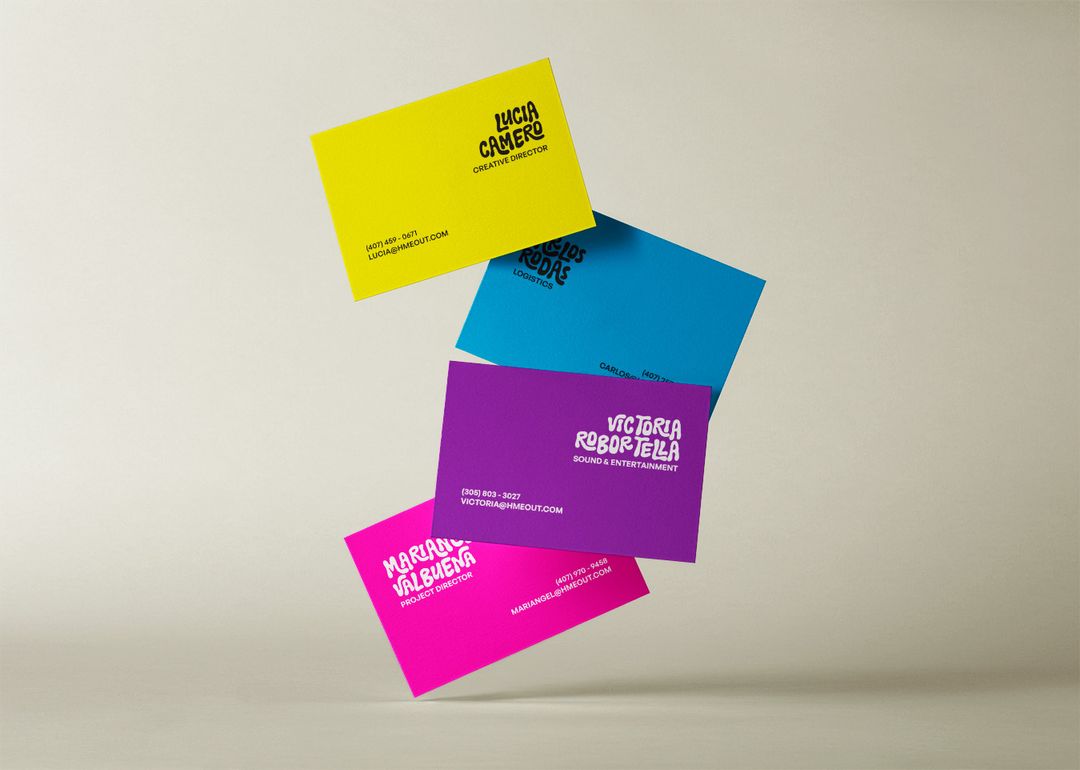 LUCIA
CAMERO
CREATIVE DIRECTOR
(407) 459 - 0671
LUCIA@HMEOUT.COM
RODAS
LOGISTICS
(407)
VICTORIA
ROBORTELLA
SOUND & ENTERTAINMENT
(305) 803 - 3027
VICTORIA@HMEOUT.COM
VALBUENA
PROJECT DIRECTOR
(407) 970 - 9458
MARIANGEL@HMEOUT.COM